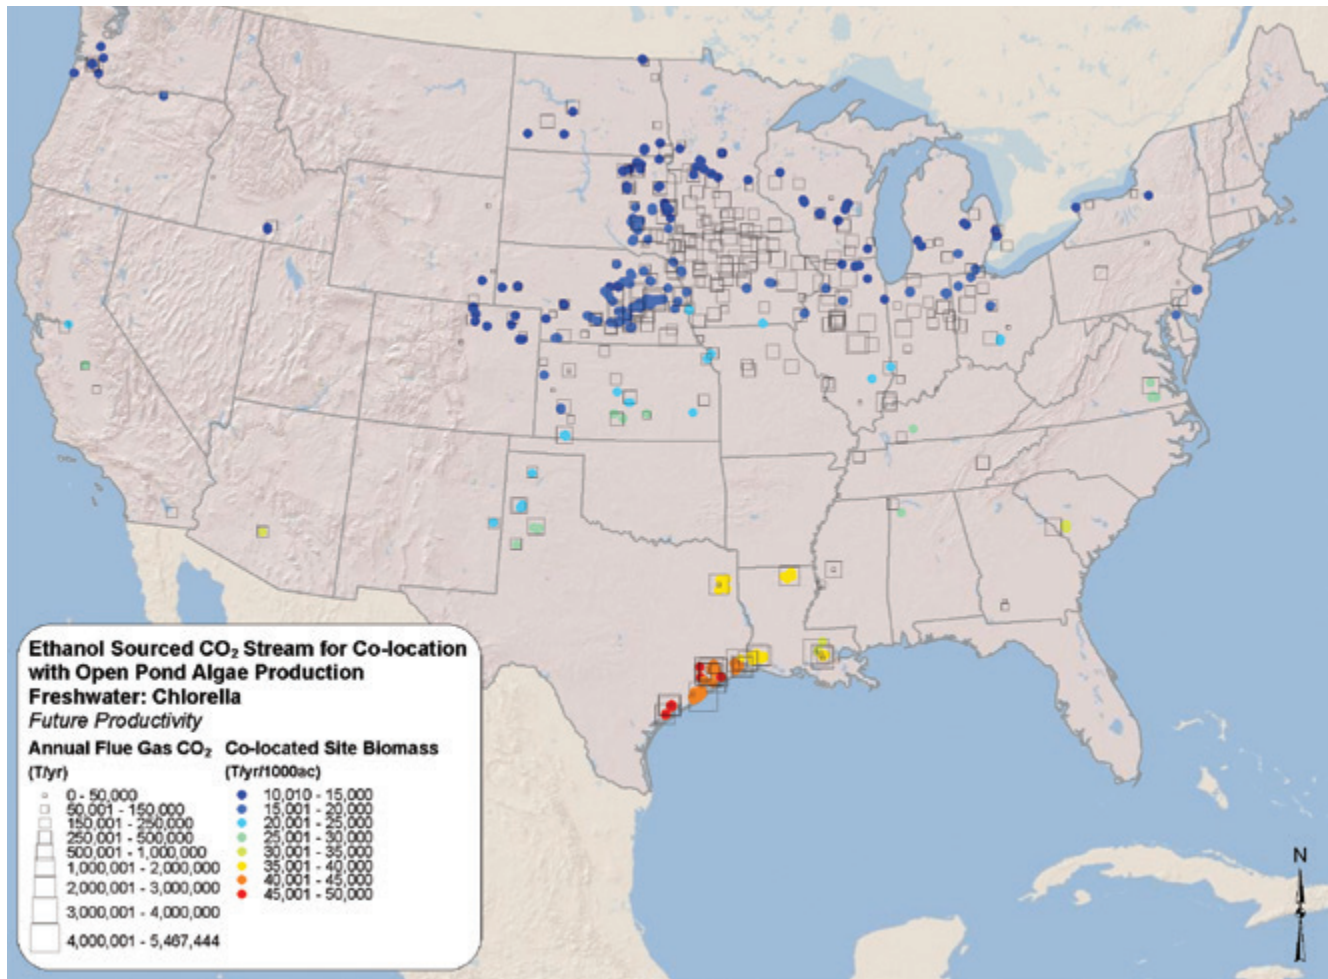 Ethanol Sourced CO₂ Stream for Co-location
with Open Pond Algae Production
Freshwater: Chlorella
Future Productivity
Annual Flue Gas CO₂
(T/yr)
0 - 50,000
50,001 - 150,000
150,001 - 250,000
250,001 - 500,000
500,001 - 1,000,000
1,000,001 - 2,000,000
2,000,001 - 3,000,000
3,000,001 - 4,000,000
4,000,001 - 5,467,444
Co-located Site Biomass
(T/yr/1000ac)
10,010 - 15,000
15,001 - 20,000
20,001 - 25,000
25,001 - 30,000
30,001 - 35,000
35,001 - 40,000
40,001 - 45,000
45,001 - 50,000
N